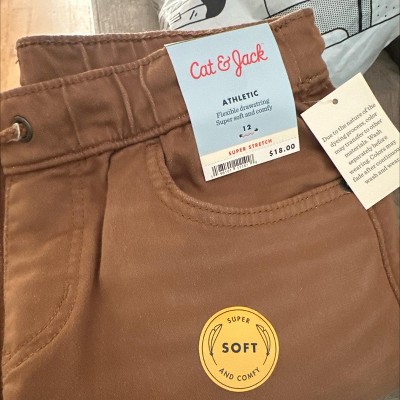 Cat & Jack
ATHLETIC
Flexible drawstring
Super soft and comfy
12
SUPER STRETCH
$18.00
Due to the nature of the
dyeing process, color
may transfer to other
materials. Wash
separately before
wearing. Colors may
fade after continued
wash and wear.
SUPER
SOFT
AND COMFY